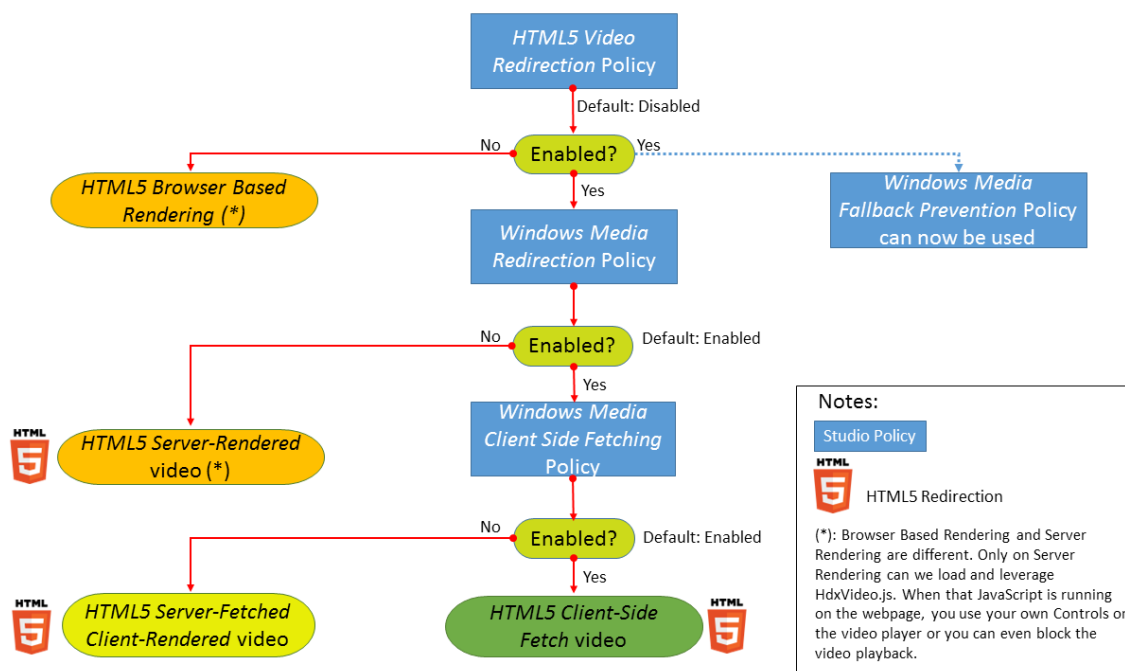 HTML5 Video
Redirection Policy
Default: Disabled
No
Enabled?
Yes
HTML5 Browser Based
Rendering (*)
Yes
Windows Media
Fallback Prevention Policy
can now be used
Windows Media
Redirection Policy
No
Enabled?
Default: Enabled
Yes
HTML
5
HTML5 Server-Rendered
video (*)
Windows Media
Client Side Fetching
Policy
No
Enabled?
Default: Enabled
Yes
HTML
5
HTML5 Server-Fetched
Client-Rendered video
HTML5 Client-Side
Fetch video
HTML
5
Notes:
Studio Policy
HTML
5
HTML5 Redirection
(*): Browser Based Rendering and Server
Rendering are different. Only on Server
Rendering can we load and leverage
HdxVideo.js. When that JavaScript is running
on the webpage, you use your own Controls on
the video player or you can even block the
video playback.